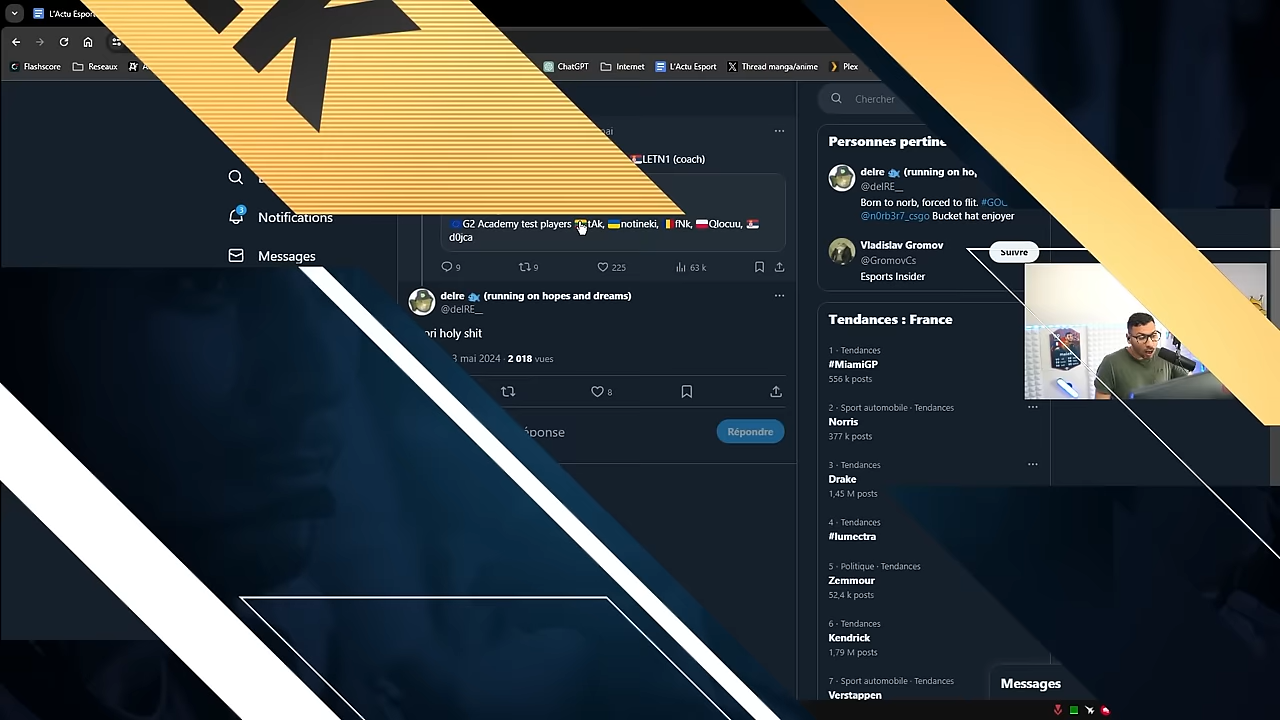 L'Actu Esport
Flashscore
Reseaux
ChatGPT
Internet
L'Actu Esport
Thread manga/anime
Plex
K
Chercher
Notifications
3
Messages
LETN1 (coach)
G2 Academy test players tAk, notineki, fNk, Qlocuu,
d0jca
9
9
225
63 k
delre (running on hopes and dreams)
@delRE__
ori holy shit
3 mai 2024 · 2 018 vues
8
Répondre
Personnes pertine
delre (running on ho
@delRE__
Born to norb, forced to flit.
@n0rb3r7_csgo Bucket hat enjoyer
Vladislav Gromov
@GromovCs
Suivre
Esports Insider
Tendances : France
1 · Tendances
#MiamiGP
556 k posts
2 · Sport automobile · Tendances
Norris
377 k posts
3 · Tendances
Drake
1,45 M posts
4 · Tendances
#lumectra
5 · Politique · Tendances
Zemmour
52,4 k posts
6 · Tendances
Kendrick
1,79 M posts
7 · Sport automobile · Tendances
Verstappen
Messages